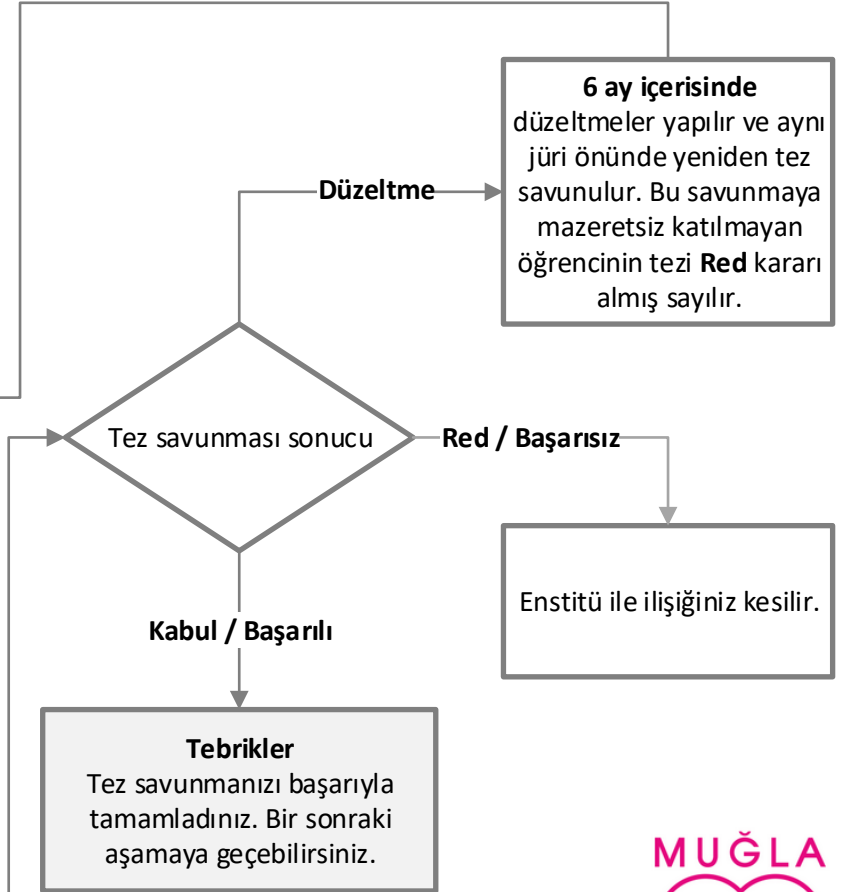 6 ay içerisinde
düzeltmeler yapılır ve aynı
jüri önünde yeniden tez
savunulur. Bu savunmaya
mazeretsiz katılmayan
öğrencinin tezi Red kararı
almış sayılır.
Düzeltme
Tez savunması sonucu
Red / Başarısız
Enstitü ile ilişiğiniz kesilir.
Kabul / Başarılı
Tebrikler
Tez savunmanızı başarıyla
tamamladınız. Bir sonraki
aşamaya geçebilirsiniz.
MUĞLA